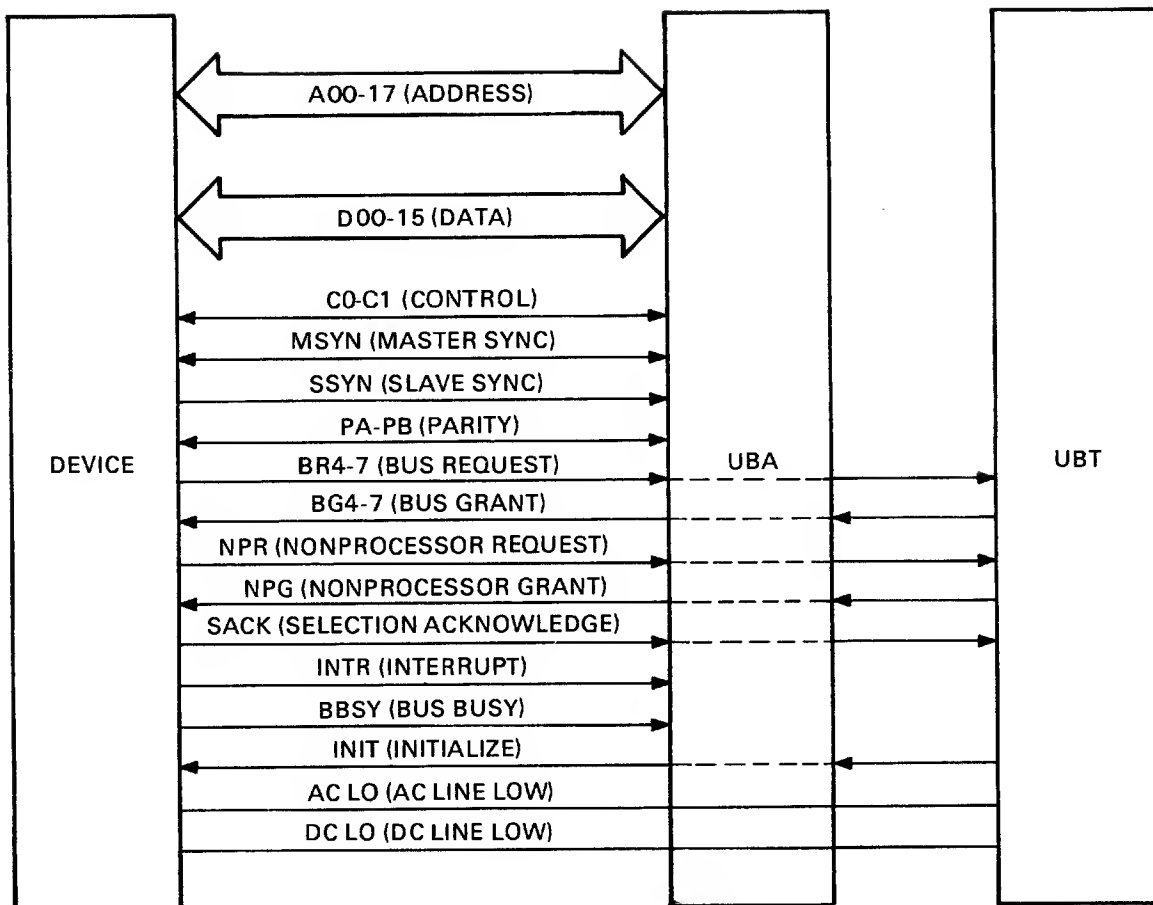 A00-17 (ADDRESS)
D00-15 (DATA)
C0-C1 (CONTROL)
MSYN (MASTER SYNC)
SSYN (SLAVE SYNC)
PA-PB (PARITY)
DEVICE
BR4-7 (BUS REQUEST)
UBA
UBT
BG4-7 (BUS GRANT)
NPR (NONPROCESSOR REQUEST)
NPG (NONPROCESSOR GRANT)
SACK (SELECTION ACKNOWLEDGE)
INTR (INTERRUPT)
BBSY (BUS BUSY)
INIT (INITIALIZE)
AC LO (AC LINE LOW)
DC LO (DC LINE LOW)